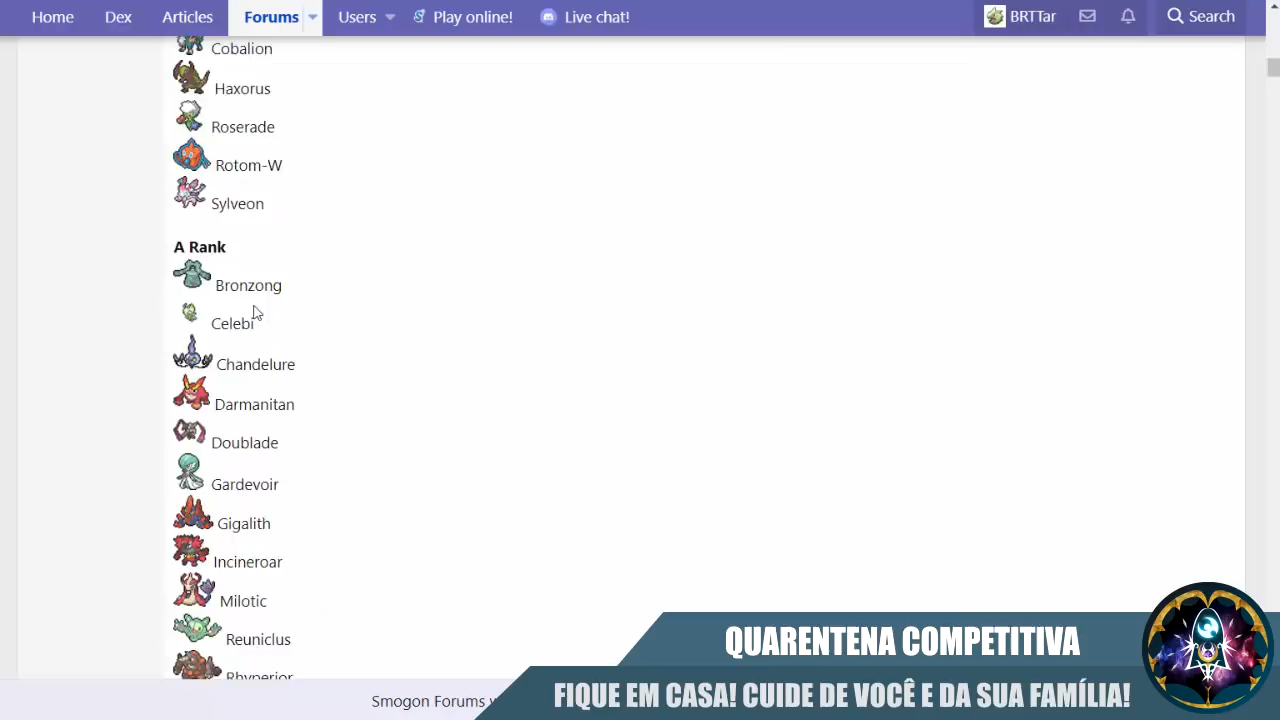 Home Dex Articles Forums Users Play online! Live chat! BRTTar Search
Cobalion
Haxorus
Roserade
Rotom-W
Sylveon
A Rank
Bronzong
Celebi
Chandelure
Darmanitan
Doublade
Gardevoir
Gigalith
Incineroar
Milotic
Reuniclus
Rhyperior
QUARENTENA COMPETITIVA
Smogon Forums
FIQUE EM CASA! CUIDE DE VOCÊ E DA SUA FAMÍLIA!